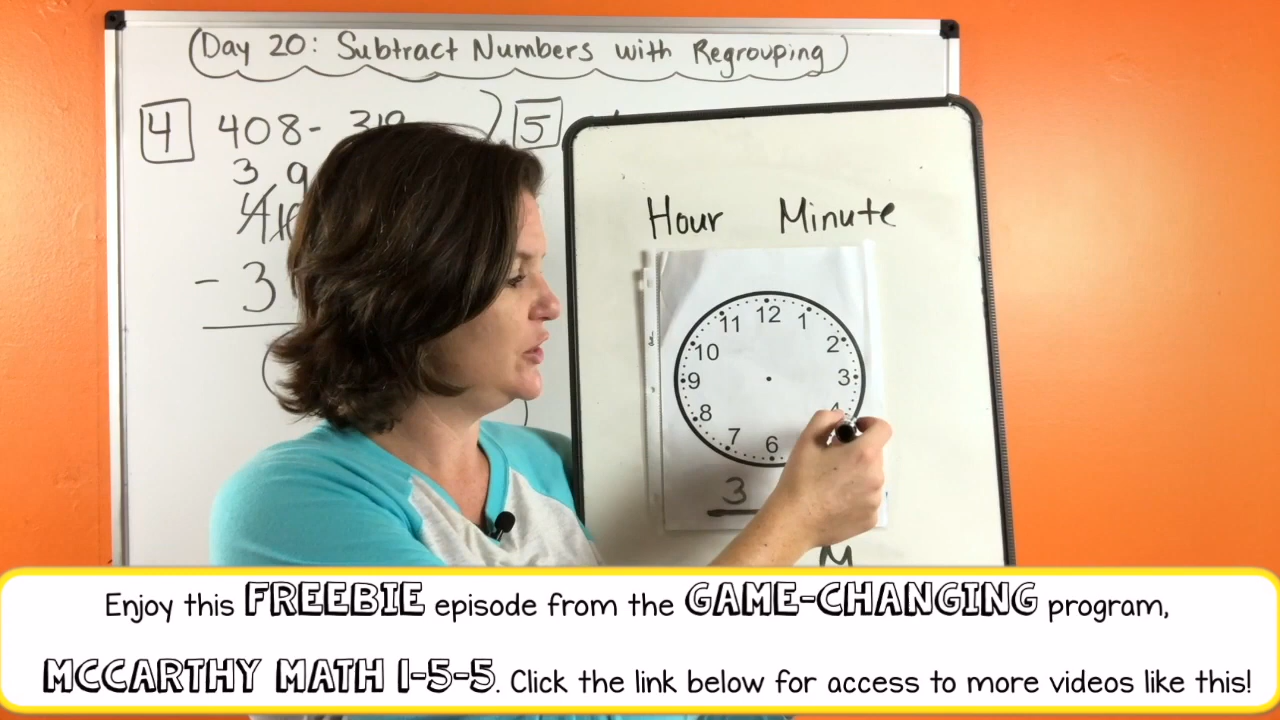 Day 20: Subtract Numbers with Regrouping
4 408- 319 5
3 9
- 3
Hour Minute
12
11 1
10 2
9 3
8 4
7 6
3
M
Enjoy this FREEBIE episode from the GAME-CHANGING program,
MCCARTHY MATH 1-5-5. Click the link below for access to more videos like this!